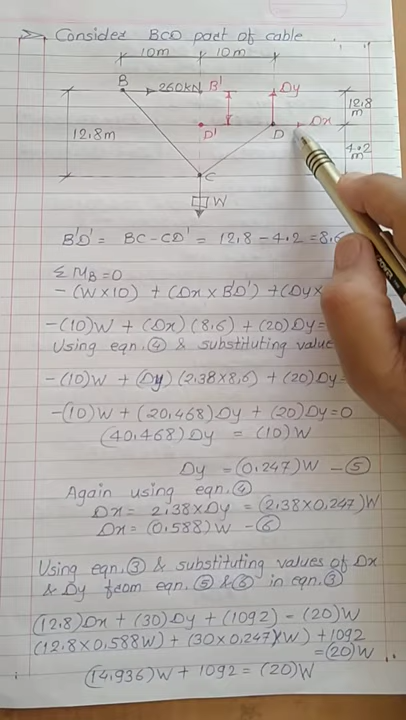 Consider BCD part of cable
10m 10m
B 260kN B' Dy
12.8m
D' D Dx
12.8m
4.2m
C
W
B'D' = BC - CD' = 12.8 - 4.2 = 8.6
ΣMB=0
-(W×10) + (Dx × B'D') + (Dy×
-(10)W + (Dx)(8.6) + (20)Dy=
Using eqn.④ & substituting value
-(10)W + (Dy)(2.38×8.6) + (20)Dy=
-(10)W + (20.468)Dy + (20)Dy=0
(40.468)Dy = (10)W
Dy = (0.247)W -⑤
Again using eqn.④
Dx = 2.38×Dy = (2.38×0.247)W
Dx = (0.588)W -⑥
Using eqn.③ & substituting values of Dx
& Dy from eqn.⑤ & ⑥ in eqn.③
(12.8)Dx + (30)Dy + (1092) = (20)W
(12.8×0.588W) + (30×0.247)(W) + 1092
=(20)W
(14.936)W + 1092 = (20)W